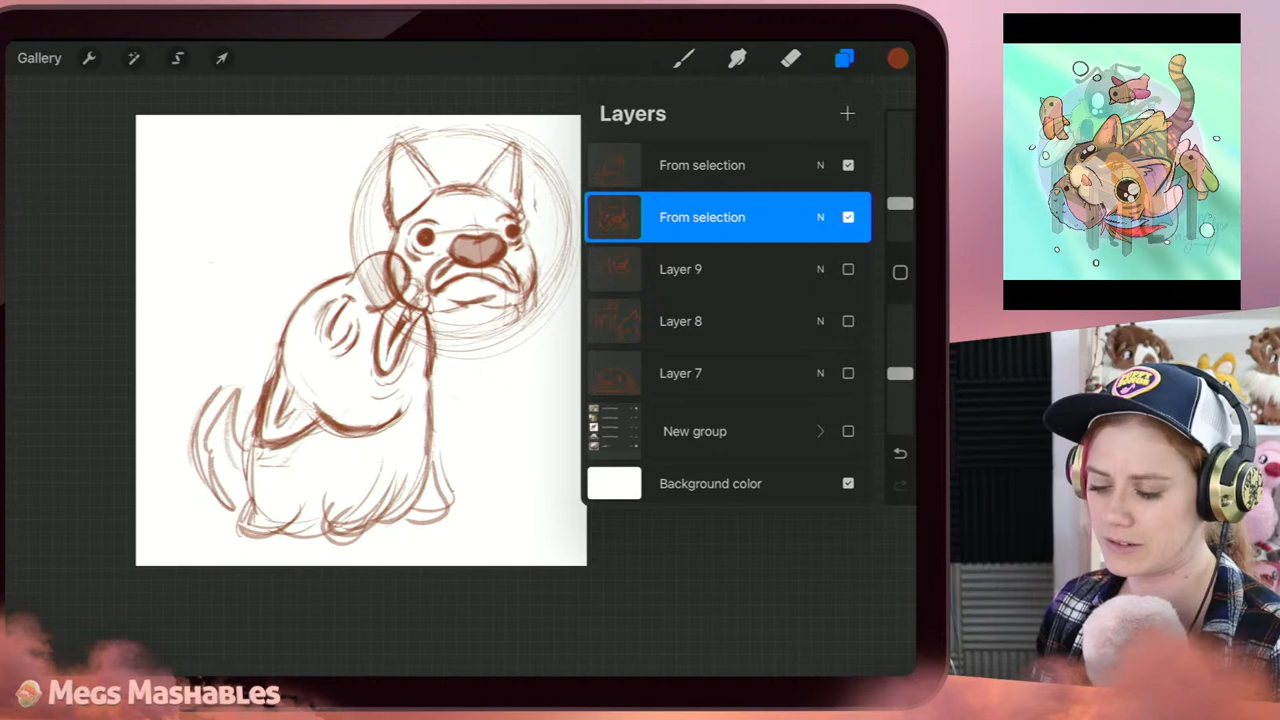 Gallery
Layers
From selection N
From selection N
Layer 9 N
Layer 8 N
Layer 7 N
New group
Background color
Megs Mashables